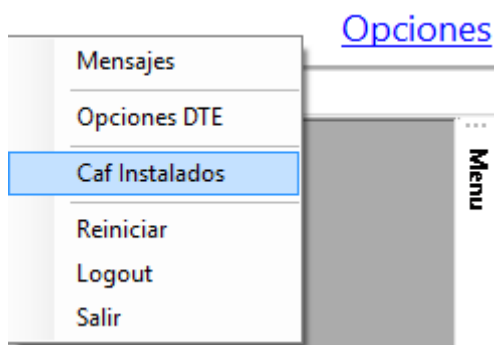 Opciones
Mensajes
Opciones DTE
Caf Instalados
Reiniciar
Logout
Salir
Menu